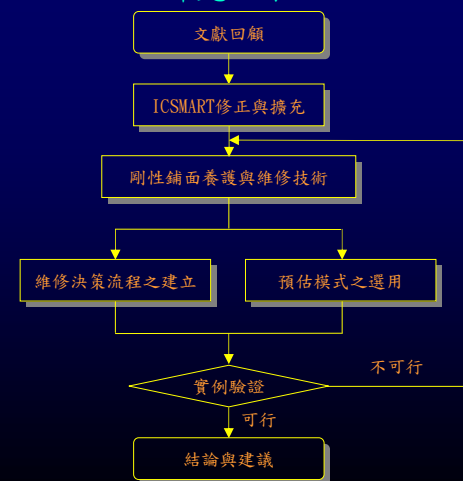 文獻回顧
ICSMART修正與擴充
剛性鋪面養護與維修技術
維修決策流程之建立
預估模式之選用
實例驗證
不可行
可行
結論與建議